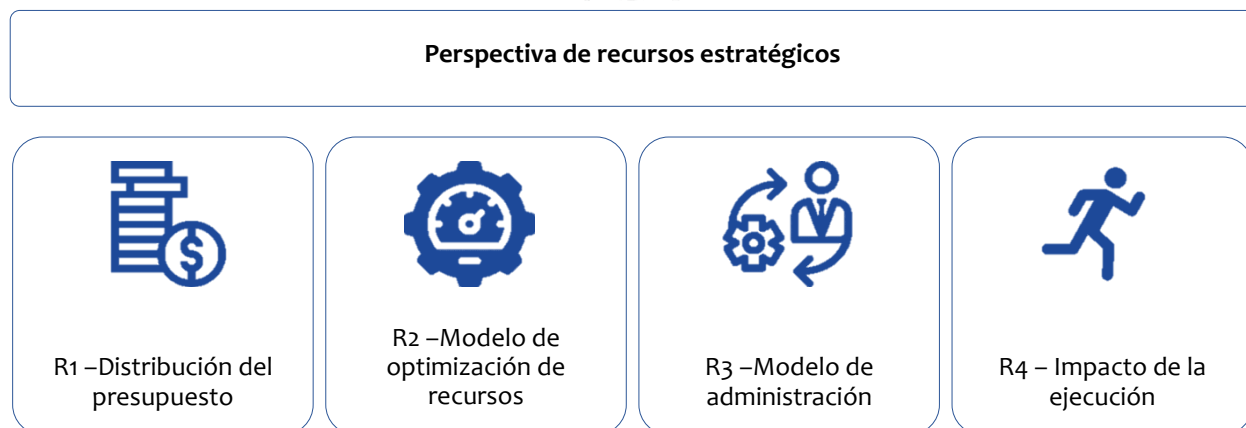 Perspectiva de recursos estratégicos
$
R1 –Distribución del
presupuesto
R2 –Modelo de
optimización de
recursos
R3 –Modelo de
administración
R4 – Impacto de la
ejecución